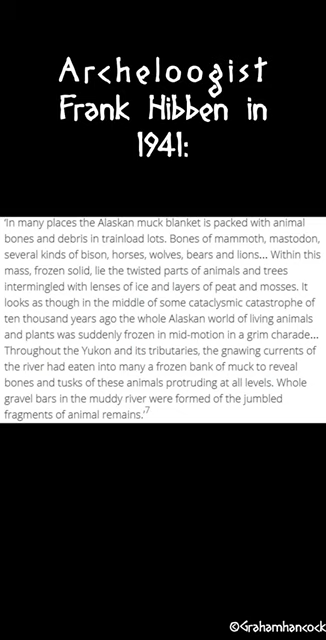 Archeloogist
Frank Hibben in
1941:
'In many places the Alaskan muck blanket is packed with animal
bones and debris in trainload lots. Bones of mammoth, mastodon,
several kinds of bison, horses, wolves, bears and lions... Within this
mass, frozen solid, lie the twisted parts of animals and trees
intermingled with lenses of ice and layers of peat and mosses. It
looks as though in the middle of some cataclysmic catastrophe of
ten thousand years ago the whole Alaskan world of living animals
and plants was suddenly frozen in mid-motion in a grim charade...
Throughout the Yukon and its tributaries, the gnawing currents of
the river had eaten into many a frozen bank of muck to reveal
bones and tusks of these animals protruding at all levels. Whole
gravel bars in the muddy river were formed of the jumbled
fragments of animal remains.'7
©Grahamhancock